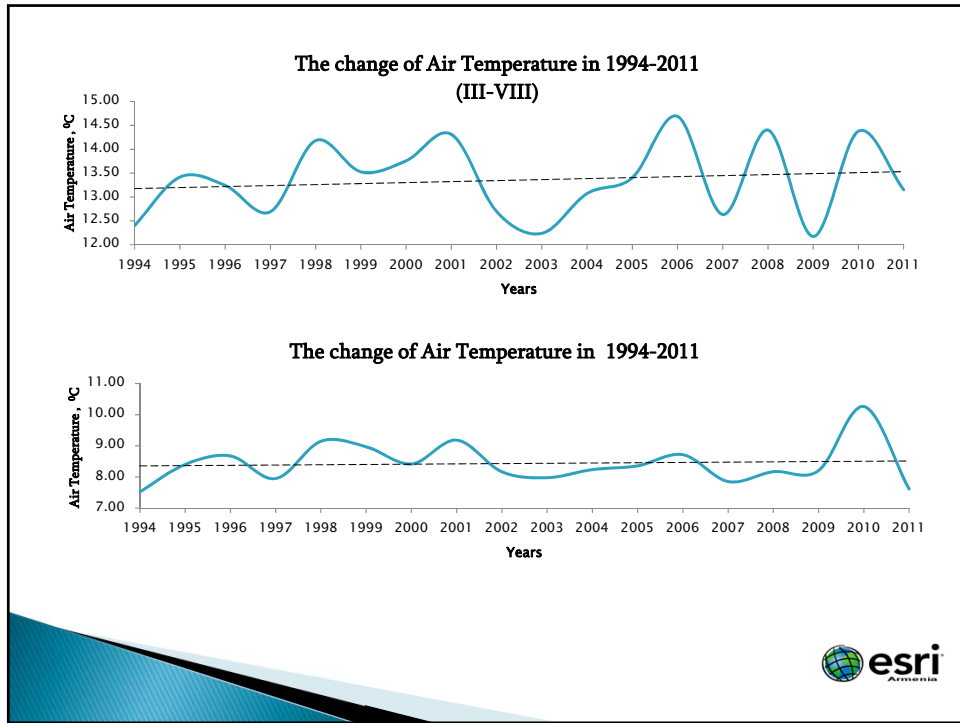 The change of Air Temperature in 1994-2011
(III-VIII)
Air Temperature , ⁰C
15.00
14.50
14.00
13.50
13.00
12.50
12.00
1994 1995 1996 1997 1998 1999 2000 2001 2002 2003 2004 2005 2006 2007 2008 2009 2010 2011
Years
The change of Air Temperature in 1994-2011
Air Temperature , ⁰C
11.00
10.00
9.00
8.00
7.00
1994 1995 1996 1997 1998 1999 2000 2001 2002 2003 2004 2005 2006 2007 2008 2009 2010 2011
Years
esri
Armenia